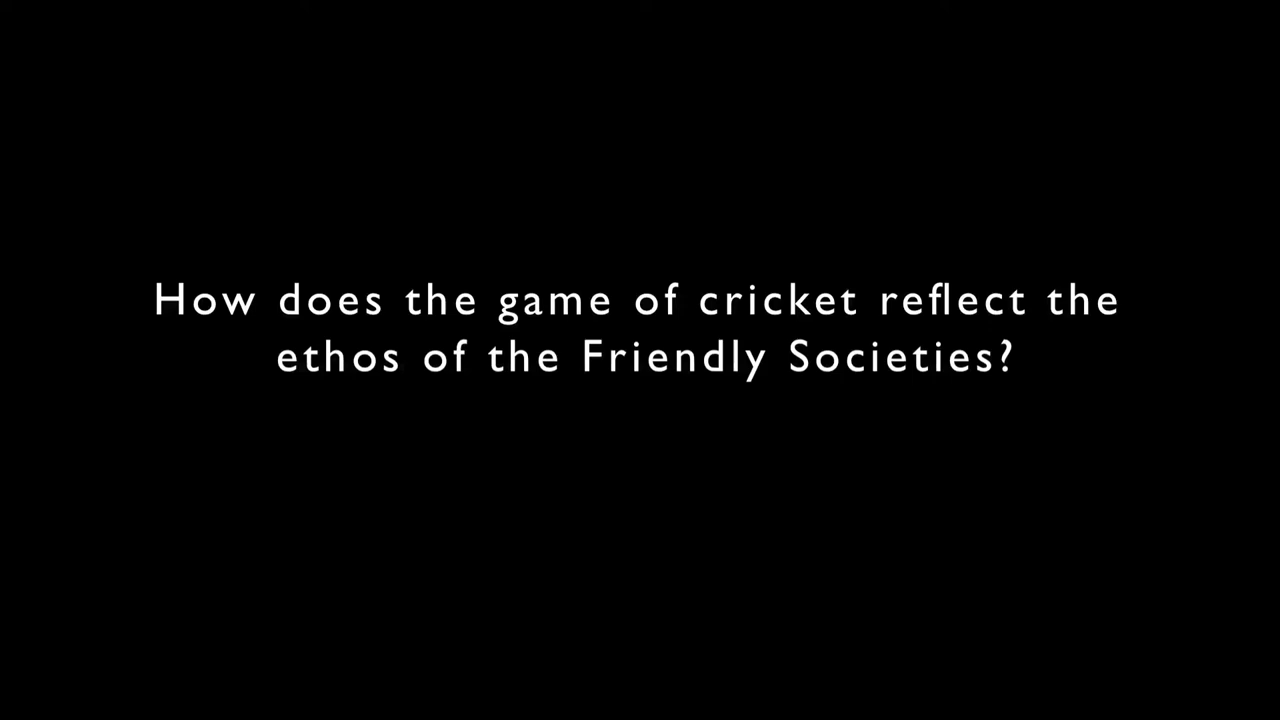 How does the game of cricket reflect the
ethos of the Friendly Societies?